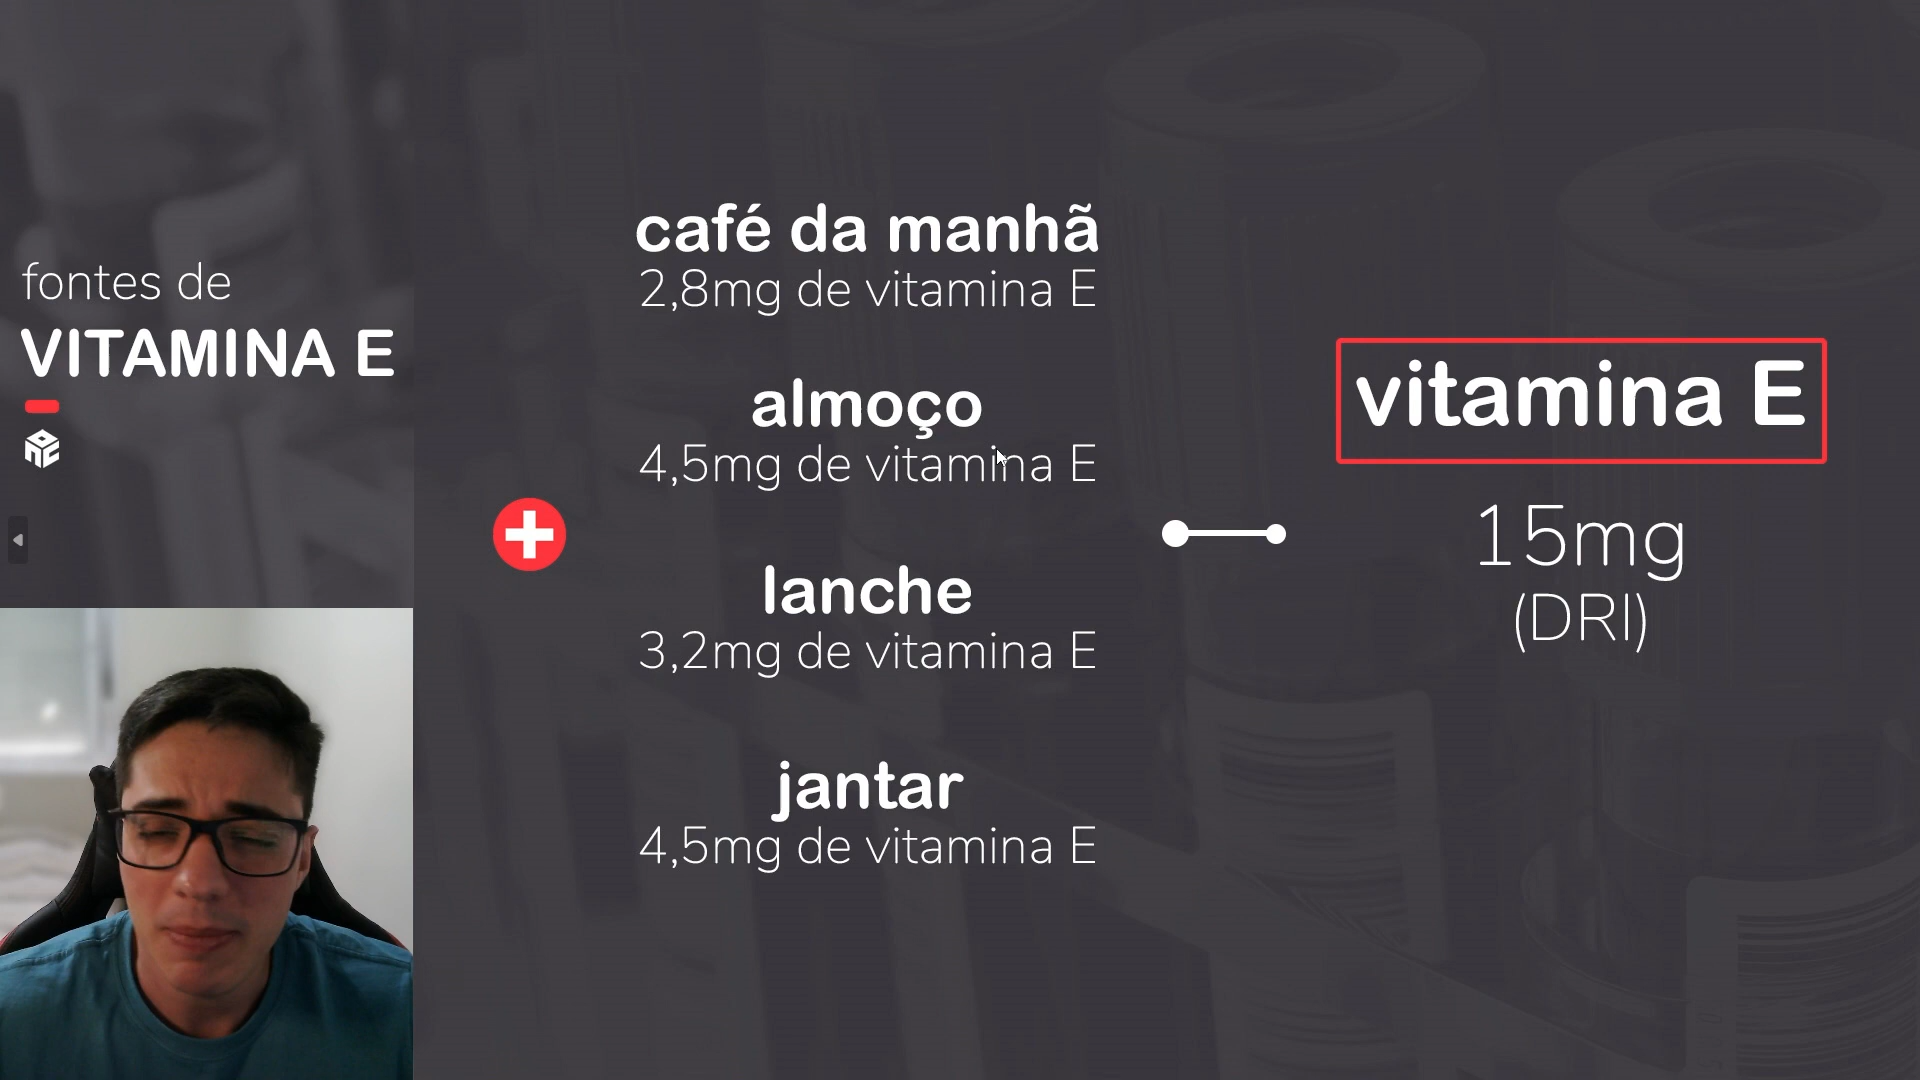 fontes de
VITAMINA E
café da manhã
2,8mg de vitamina E
almoço
4,5mg de vitamina E
lanche
3,2mg de vitamina E
jantar
4,5mg de vitamina E
vitamina E
15mg
(DRI)